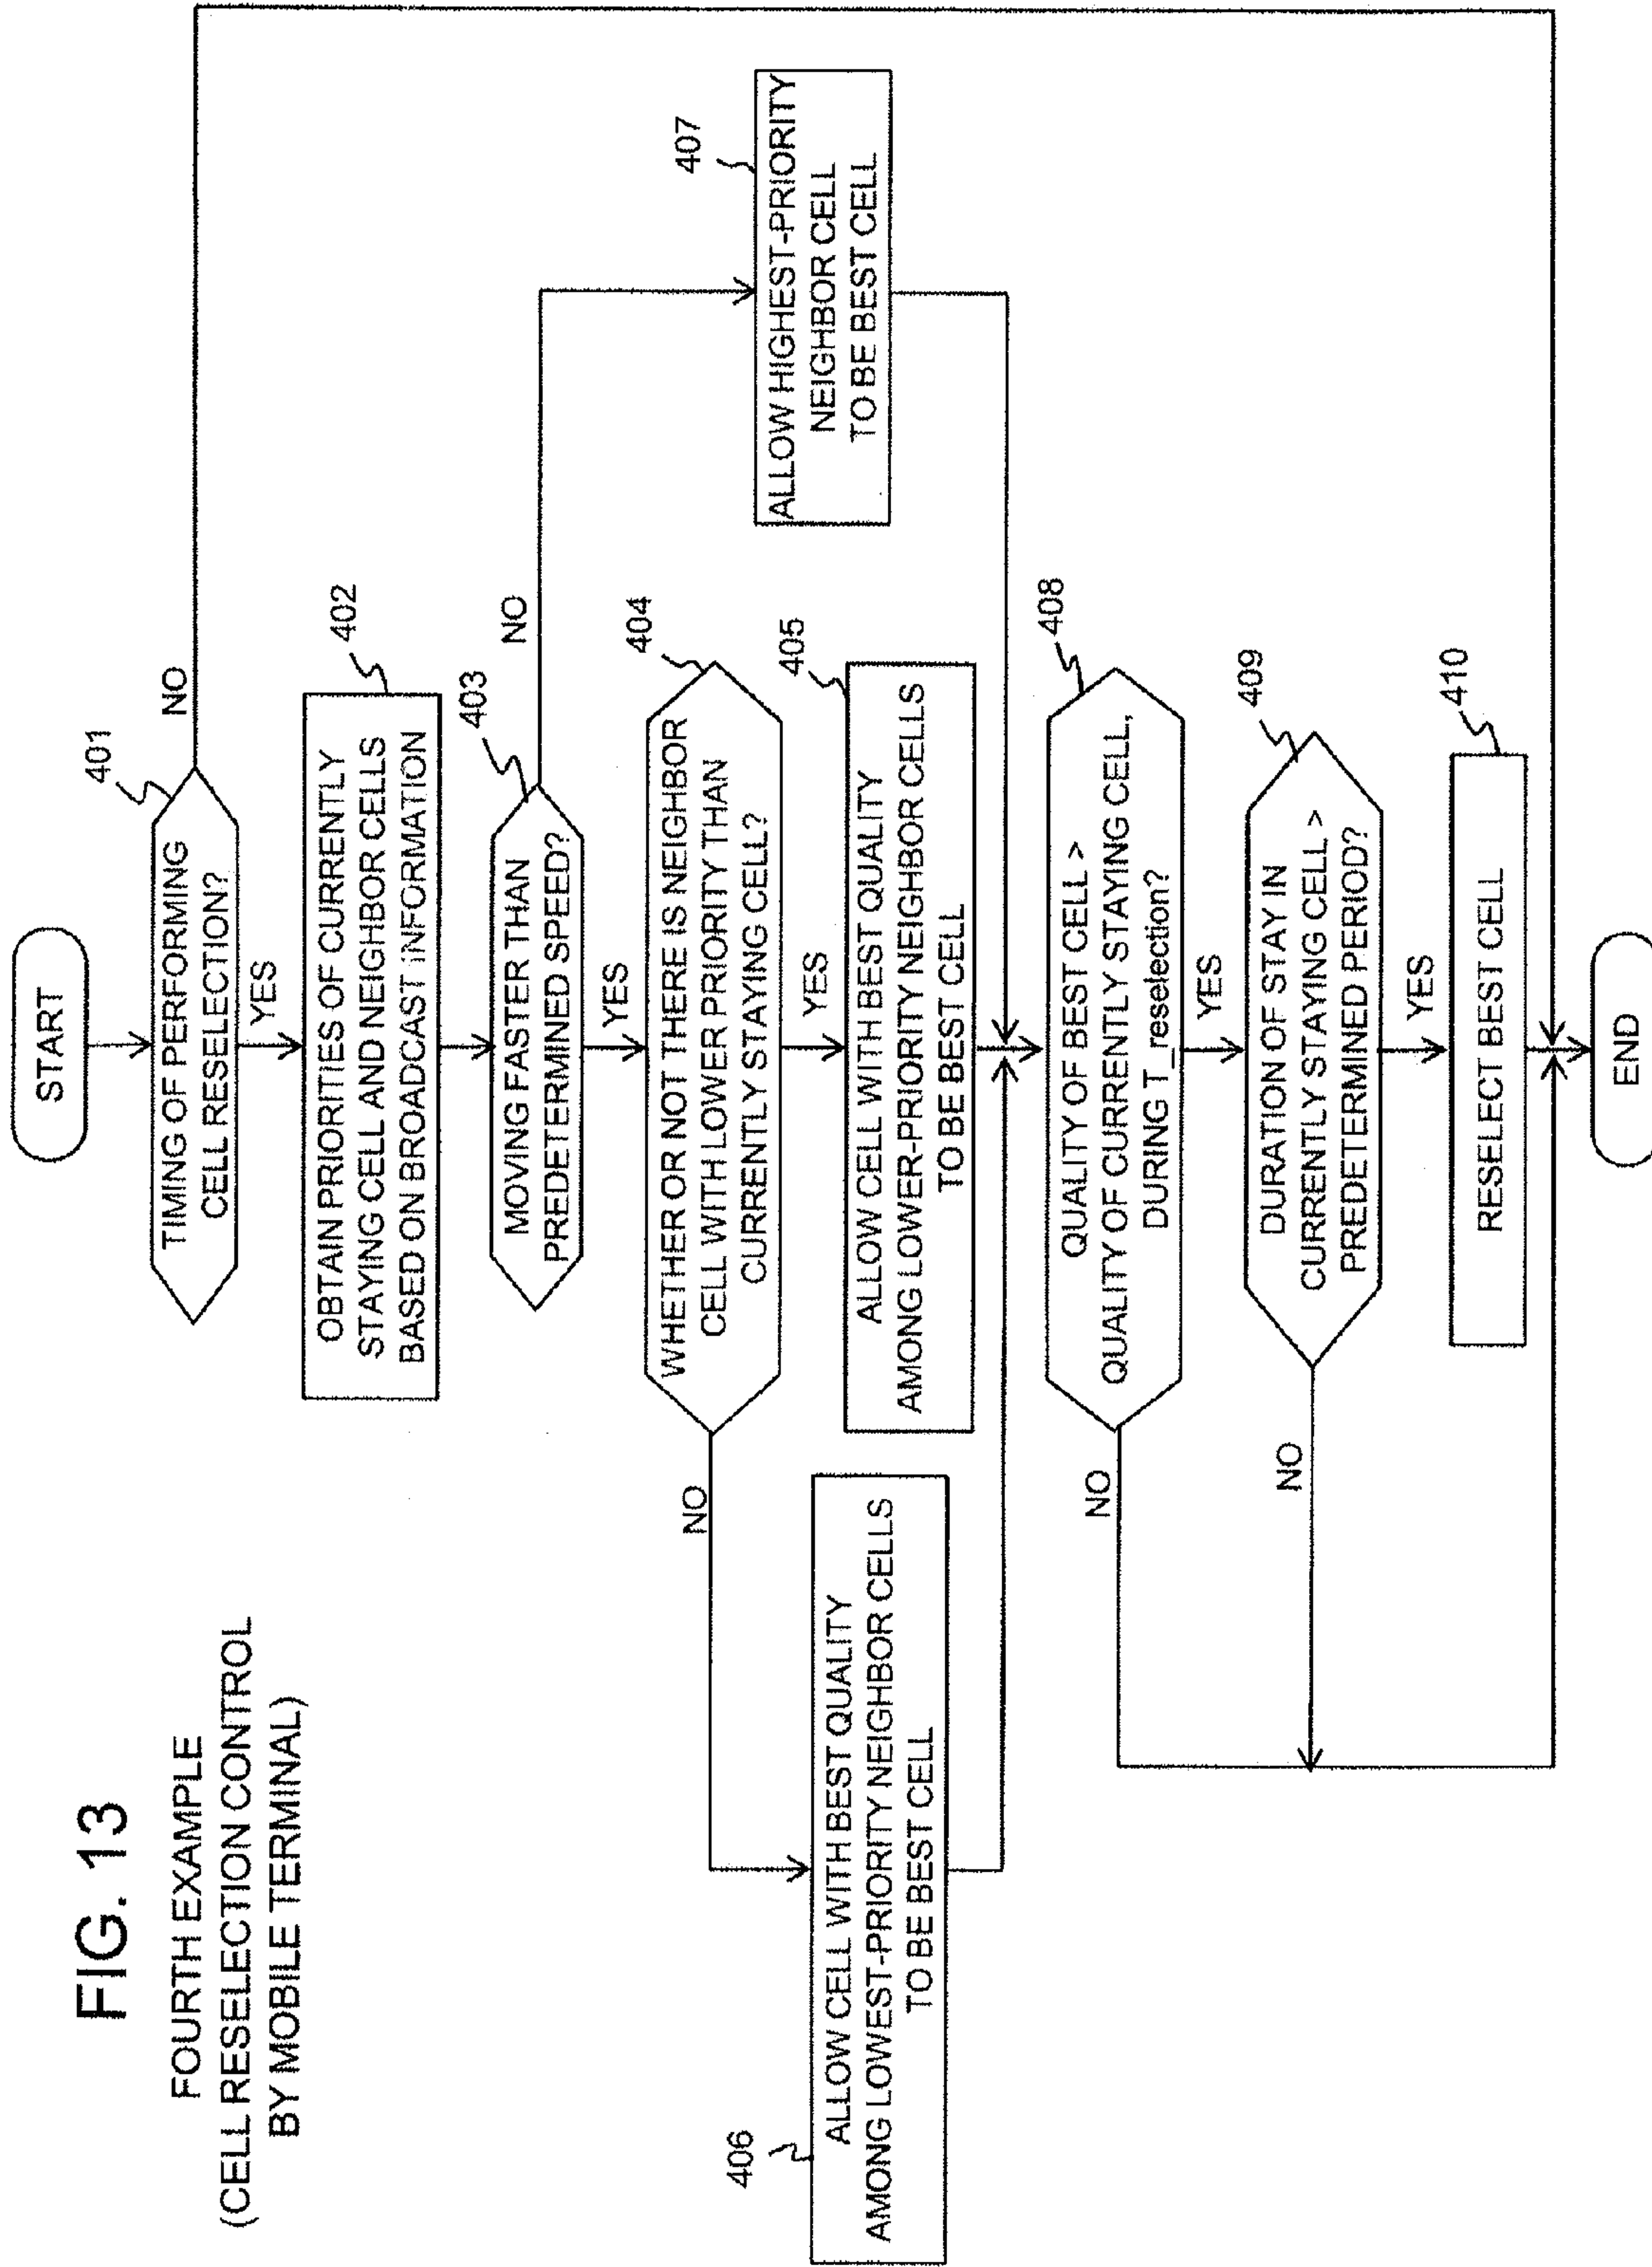 FIG. 13
FOURTH EXAMPLE
(CELL RESELECTION CONTROL
BY MOBILE TERMINAL)
START
401
TIMING OF PERFORMING
CELL RESELECTION?
NO
YES
402
OBTAIN PRIORITIES OF CURRENTLY
STAYING CELL AND NEIGHBOR CELLS
BASED ON BROADCAST INFORMATION
403
MOVING FASTER THAN
PREDETERMINED SPEED?
NO
YES
404
WHETHER OR NOT THERE IS NEIGHBOR
CELL WITH LOWER PRIORITY THAN
CURRENTLY STAYING CELL?
NO
YES
405
ALLOW CELL WITH BEST QUALITY
AMONG LOWER-PRIORITY NEIGHBOR CELLS
TO BE BEST CELL
406
ALLOW CELL WITH BEST QUALITY
AMONG LOWEST-PRIORITY NEIGHBOR CELLS
TO BE BEST CELL
407
ALLOW HIGHEST-PRIORITY
NEIGHBOR CELL
TO BE BEST CELL
408
QUALITY OF BEST CELL >
QUALITY OF CURRENTLY STAYING CELL,
DURING T_reselection?
NO
YES
409
DURATION OF STAY IN
CURRENTLY STAYING CELL >
PREDETERMINED PERIOD?
NO
YES
410
RESELECT BEST CELL
END